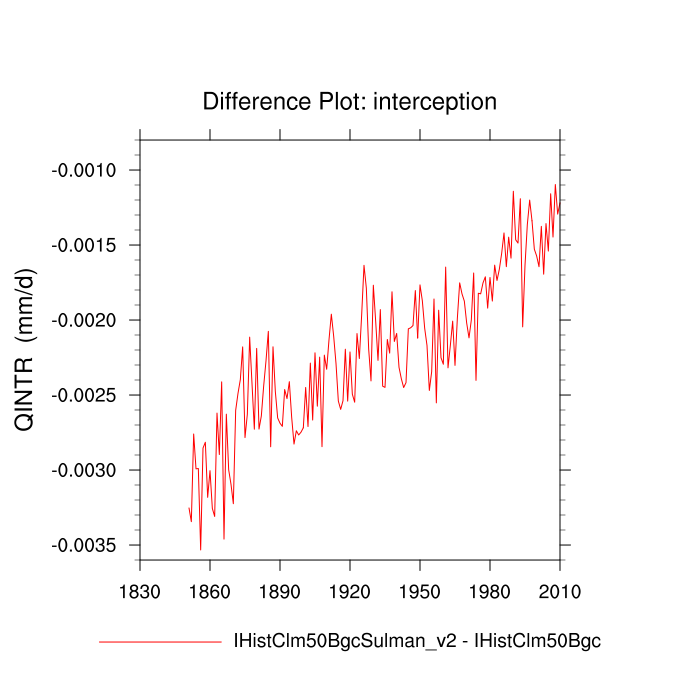 Difference Plot: interception
QINTR (mm/d)
-0.0010
-0.0015
-0.0020
-0.0025
-0.0030
-0.0035
1830 1860 1890 1920 1950 1980 2010
IHistClm50BgcSulman_v2 - IHistClm50Bgc